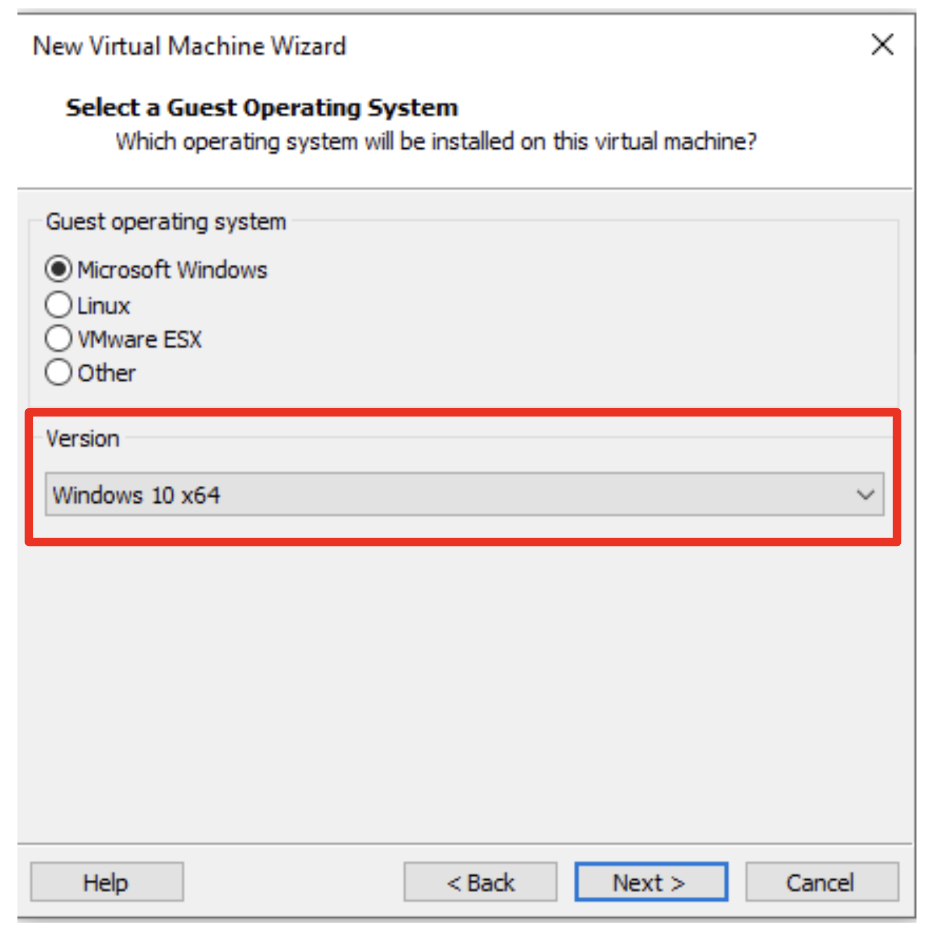 New Virtual Machine Wizard
Select a Guest Operating System
Which operating system will be installed on this virtual machine?
Guest operating system
Microsoft Windows
Linux
VMware ESX
Other
Version
Windows 10 x64
Help
< Back
Next >
Cancel